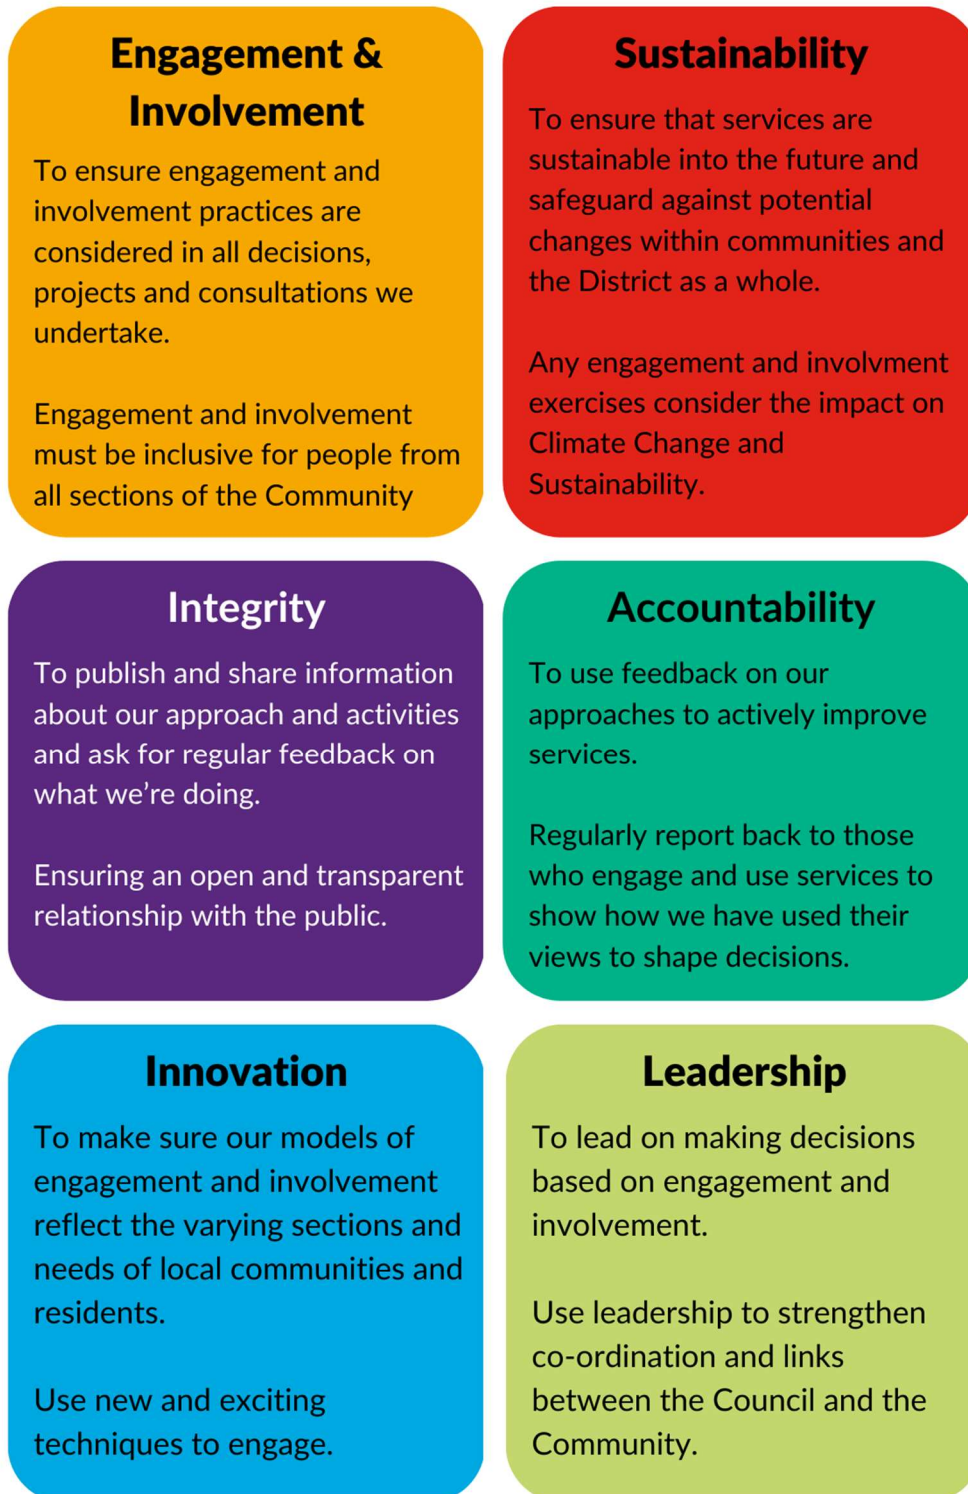 Engagement &
Involvement
To ensure engagement and
involvement practices are
considered in all decisions,
projects and consultations we
undertake.
Engagement and involvement
must be inclusive for people from
all sections of the Community
Sustainability
To ensure that services are
sustainable into the future and
safeguard against potential
changes within communities and
the District as a whole.
Any engagement and involvment
exercises consider the impact on
Climate Change and
Sustainability.
Integrity
To publish and share information
about our approach and activities
and ask for regular feedback on
what we’re doing.
Ensuring an open and transparent
relationship with the public.
Accountability
To use feedback on our
approaches to actively improve
services.
Regularly report back to those
who engage and use services to
show how we have used their
views to shape decisions.
Innovation
To make sure our models of
engagement and involvement
reflect the varying sections and
needs of local communities and
residents.
Use new and exciting
techniques to engage.
Leadership
To lead on making decisions
based on engagement and
involvement.
Use leadership to strengthen
co-ordination and links
between the Council and the
Community.